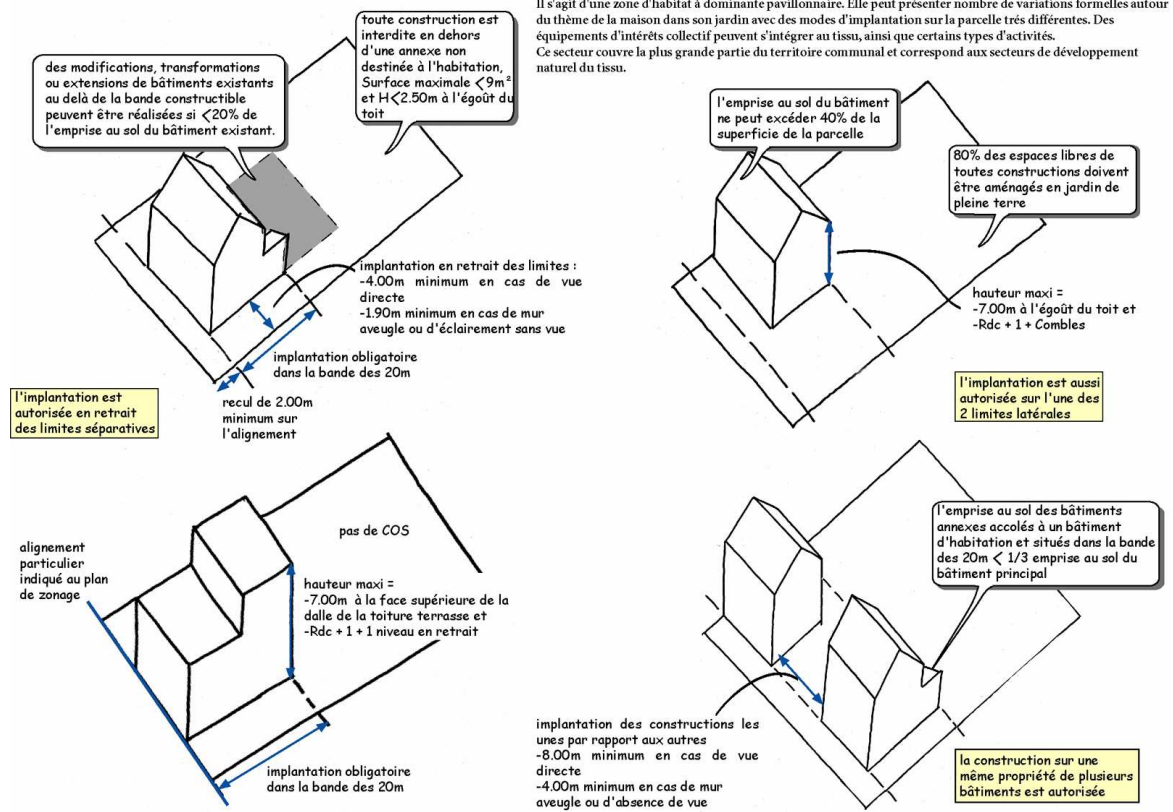 Il s'agit d'une zone d'habitat à dominante pavillonnaire. Elle peut présenter nombre de variations formelles autour
du thème de la maison dans son jardin avec des modes d'implantation sur la parcelle trés différentes. Des
équipements d'intérêts collectif peuvent s'intégrer au tissu, ainsi que certains types d'activités.
Ce secteur couvre la plus grande partie du territoire communal et correspond aux secteurs de développement
naturel du tissu.
des modifications, transformations
ou extensions de bâtiments existants
au delà de la bande constructible
peuvent être réalisées si <20% de
l'emprise au sol du bâtiment existant.
toute construction est
interdite en dehors
d'une annexe non
destinée à l'habitation,
Surface maximale <9m²
et H<2.50m à l'égoût du
toit
implantation en retrait des limites :
-4.00m minimum en cas de vue
directe
-1.90m minimum en cas de mur
aveugle ou d'éclairement sans vue
implantation obligatoire
dans la bande des 20m
recul de 2.00m
minimum sur
l'alignement
l'implantation est
autorisée en retrait
des limites séparatives
l'emprise au sol du bâtiment
ne peut excéder 40% de la
superficie de la parcelle
80% des espaces libres de
toutes constructions doivent
être aménagés en jardin de
pleine terre
hauteur maxi =
-7.00m à l'égoût du toit et
-Rdc + 1 + Combles
l'implantation est aussi
autorisée sur l'une des
2 limites latérales
alignement
particulier
indiqué au plan
de zonage
pas de COS
hauteur maxi =
-7.00m à la face supérieure de la
dalle de la toiture terrasse et
-Rdc + 1 + 1 niveau en retrait
implantation obligatoire
dans la bande des 20m
l'emprise au sol des bâtiments
annexes accolés à un bâtiment
d'habitation et situés dans la bande
des 20m < 1/3 emprise au sol du
bâtiment principal
implantation des constructions les
unes par rapport aux autres
-8.00m minimum en cas de vue
directe
-4.00m minimum en cas de mur
aveugle ou d'absence de vue
la construction sur une
même propriété de plusieurs
bâtiments est autorisée